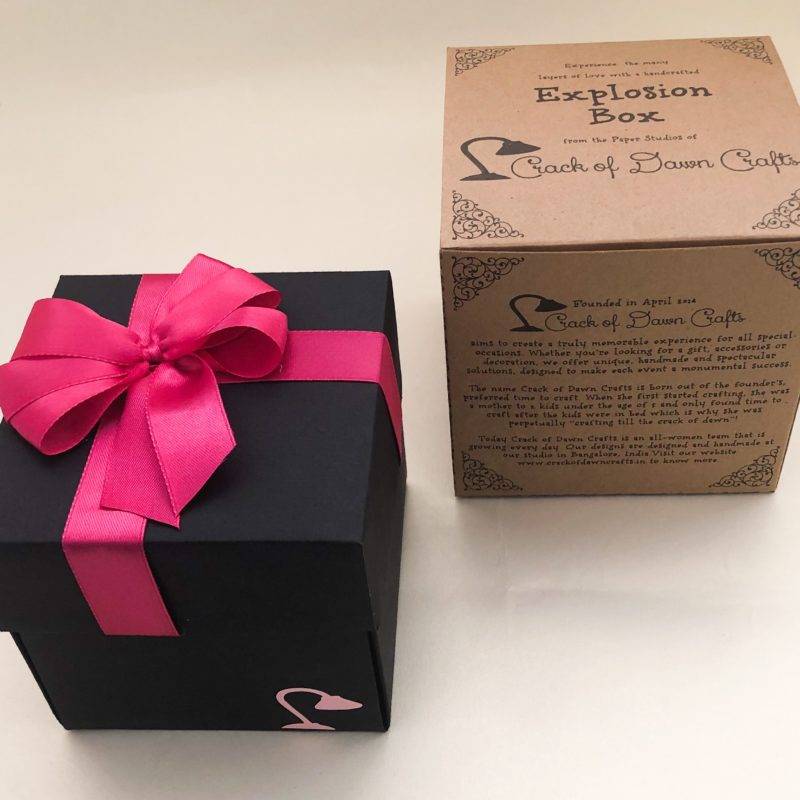 Experience the many
layers of love with a handcrafted
Explosion
Box
from the Paper Studios of
Crack of Dawn Crafts
Founded in April 2014
Crack of Dawn Crafts
aims to create a truly memorable experience for all special
occasions. Whether you're looking for a gift, accessories or
decoration, we offer unique, handmade and spectacular
solutions, designed to make each event a monumental success.
The name Crack of Dawn Crafts is born out of the founder's,
preferred time to craft. When she first started crafting, she was
a mother to 2 kids under the age of 5 and only found time to
craft after the kids were in bed which is why she was
perpetually "crafting till the crack of dawn"!
Today Crack of Dawn Crafts is an all-women team that is
growing every day. Our designs are designed and handmade at
our studio in Bangalore, India. Visit our website
www.crackofdawncrafts.in to know more.